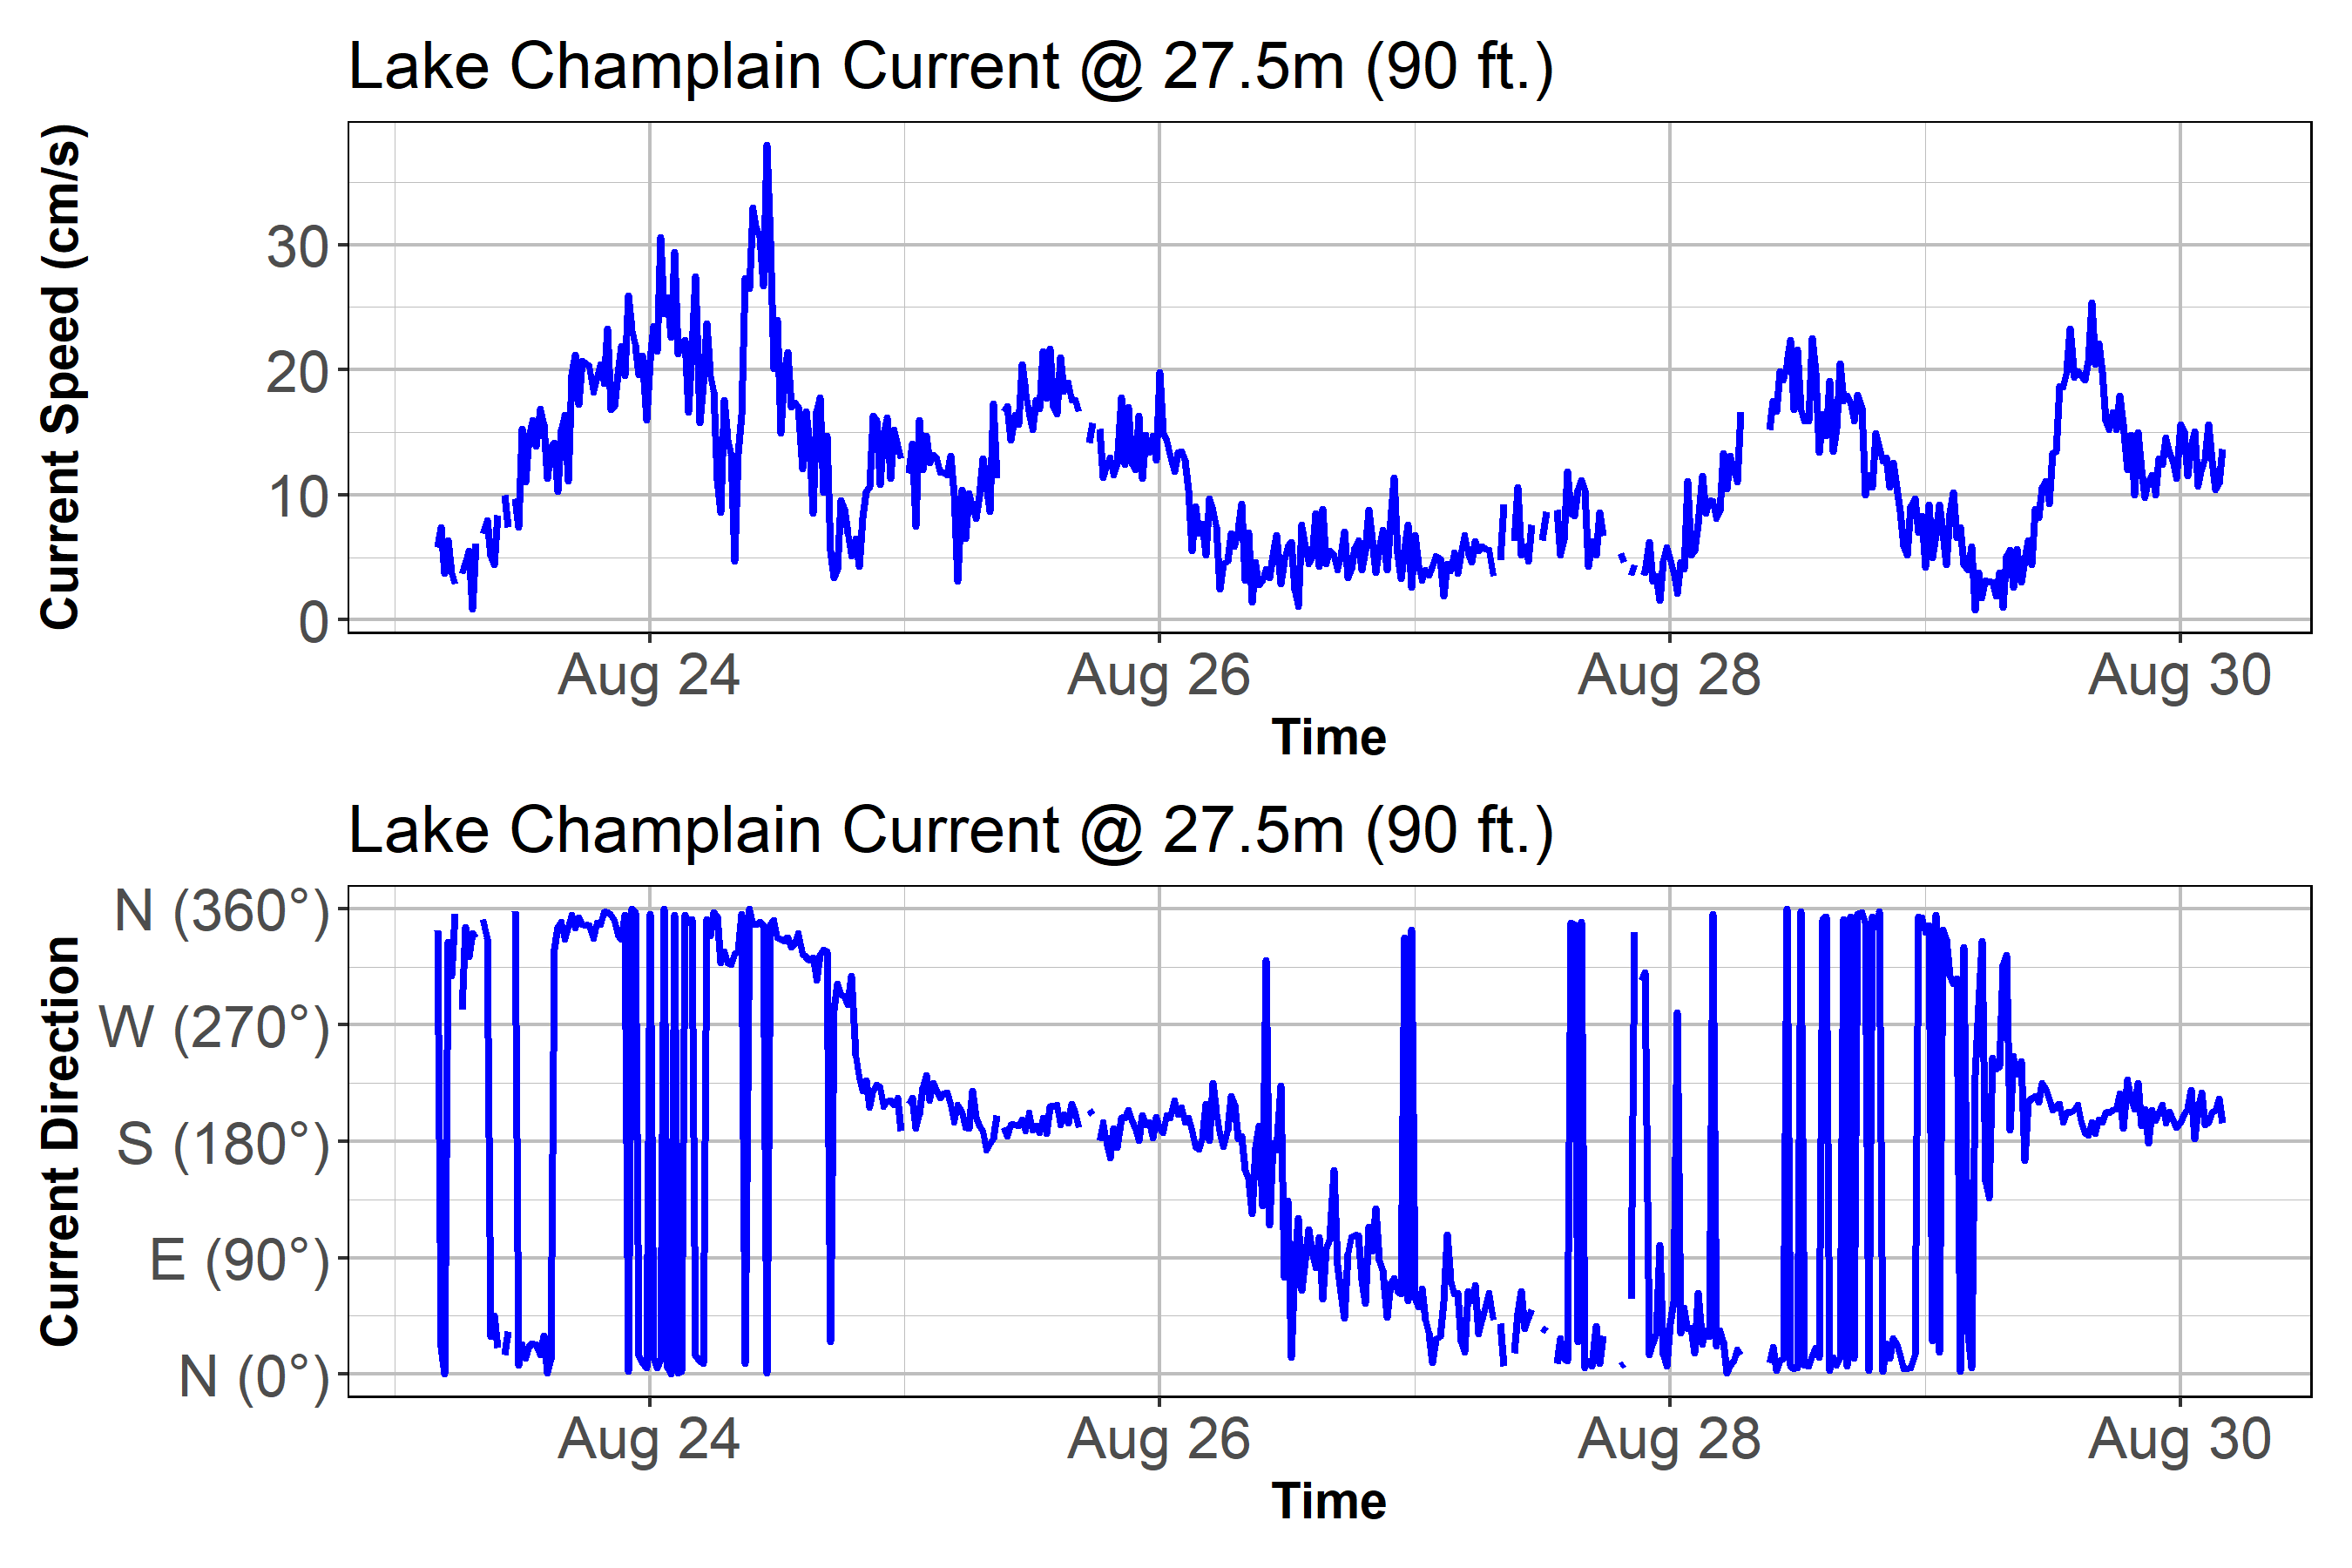 Lake Champlain Current @ 27.5m (90 ft.)
Current Speed (cm/s)
30
20
10
0
Aug 24 Aug 26 Aug 28 Aug 30
Time
Lake Champlain Current @ 27.5m (90 ft.)
Current Direction
N (360°)
W (270°)
S (180°)
E (90°)
N (0°)
Aug 24 Aug 26 Aug 28 Aug 30
Time